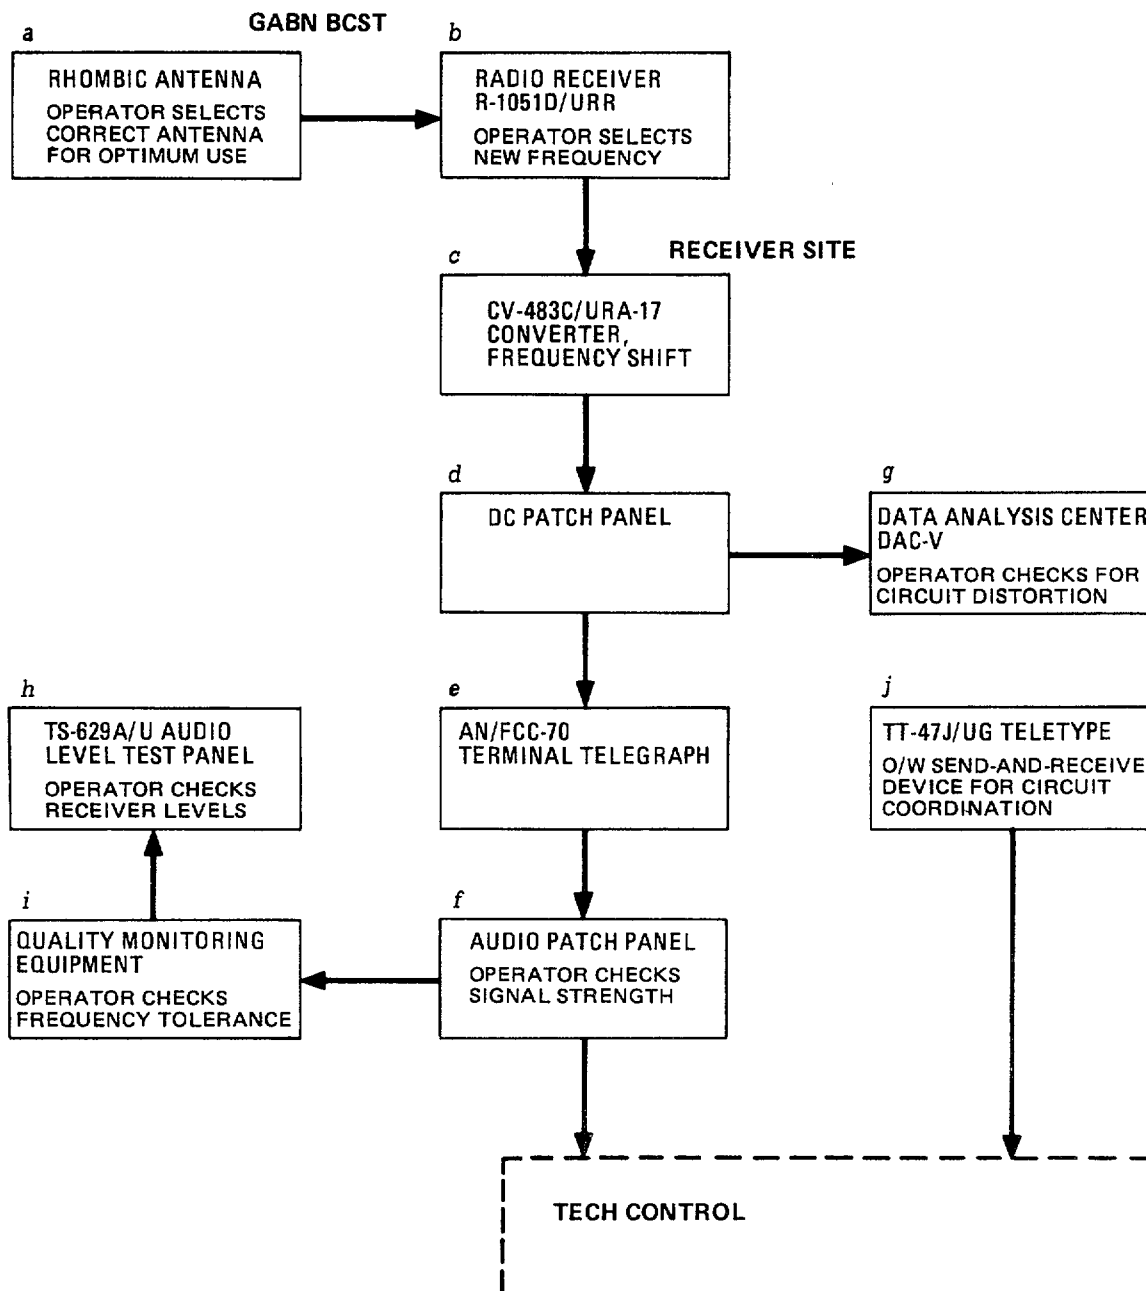 GABN BCST
a
RHOMBIC ANTENNA
OPERATOR SELECTS
CORRECT ANTENNA
FOR OPTIMUM USE
b
RADIO RECEIVER
R-1051D/URR
OPERATOR SELECTS
NEW FREQUENCY
RECEIVER SITE
c
CV-483C/URA-17
CONVERTER,
FREQUENCY SHIFT
d
DC PATCH PANEL
g
DATA ANALYSIS CENTER
DAC-V
OPERATOR CHECKS FOR
CIRCUIT DISTORTION
h
TS-629A/U AUDIO
LEVEL TEST PANEL
OPERATOR CHECKS
RECEIVER LEVELS
e
AN/FCC-70
TERMINAL TELEGRAPH
j
TT-47J/UG TELETYPE
O/W SEND-AND-RECEIVE
DEVICE FOR CIRCUIT
COORDINATION
i
QUALITY MONITORING
EQUIPMENT
OPERATOR CHECKS
FREQUENCY TOLERANCE
f
AUDIO PATCH PANEL
OPERATOR CHECKS
SIGNAL STRENGTH
TECH CONTROL